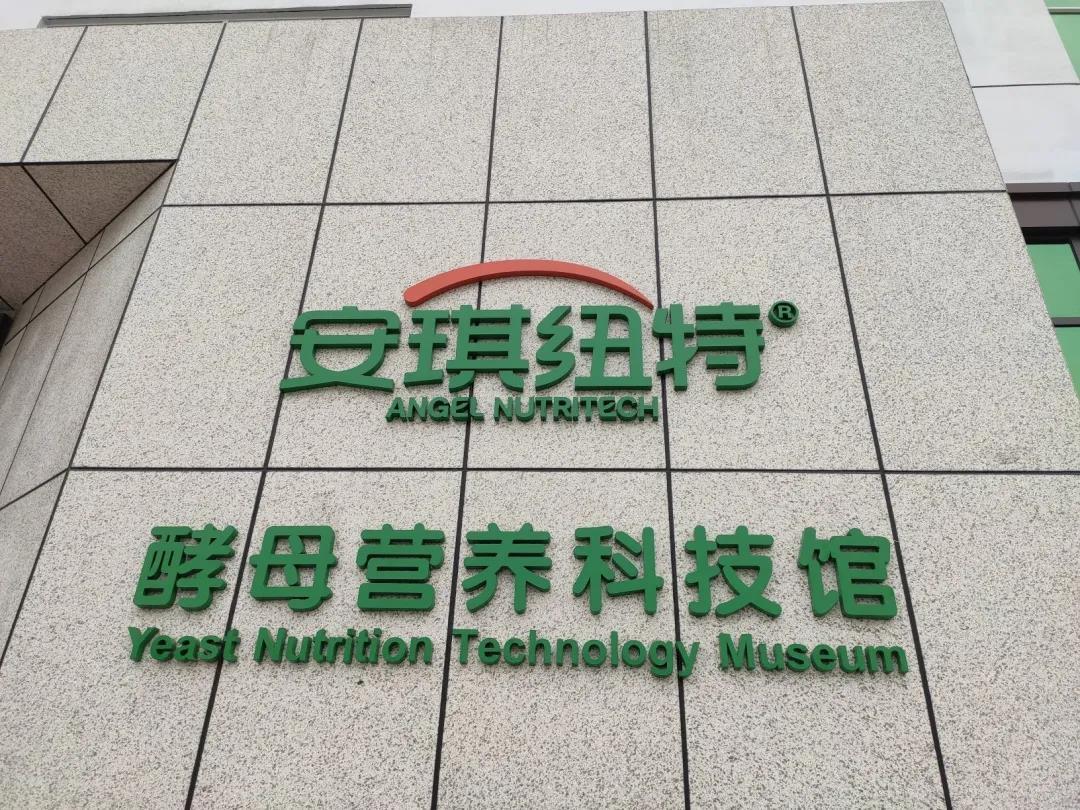 安琪纽特®
ANGEL NUTRITECH
酵母营养科技馆
Yeast Nutrition Technology Museum